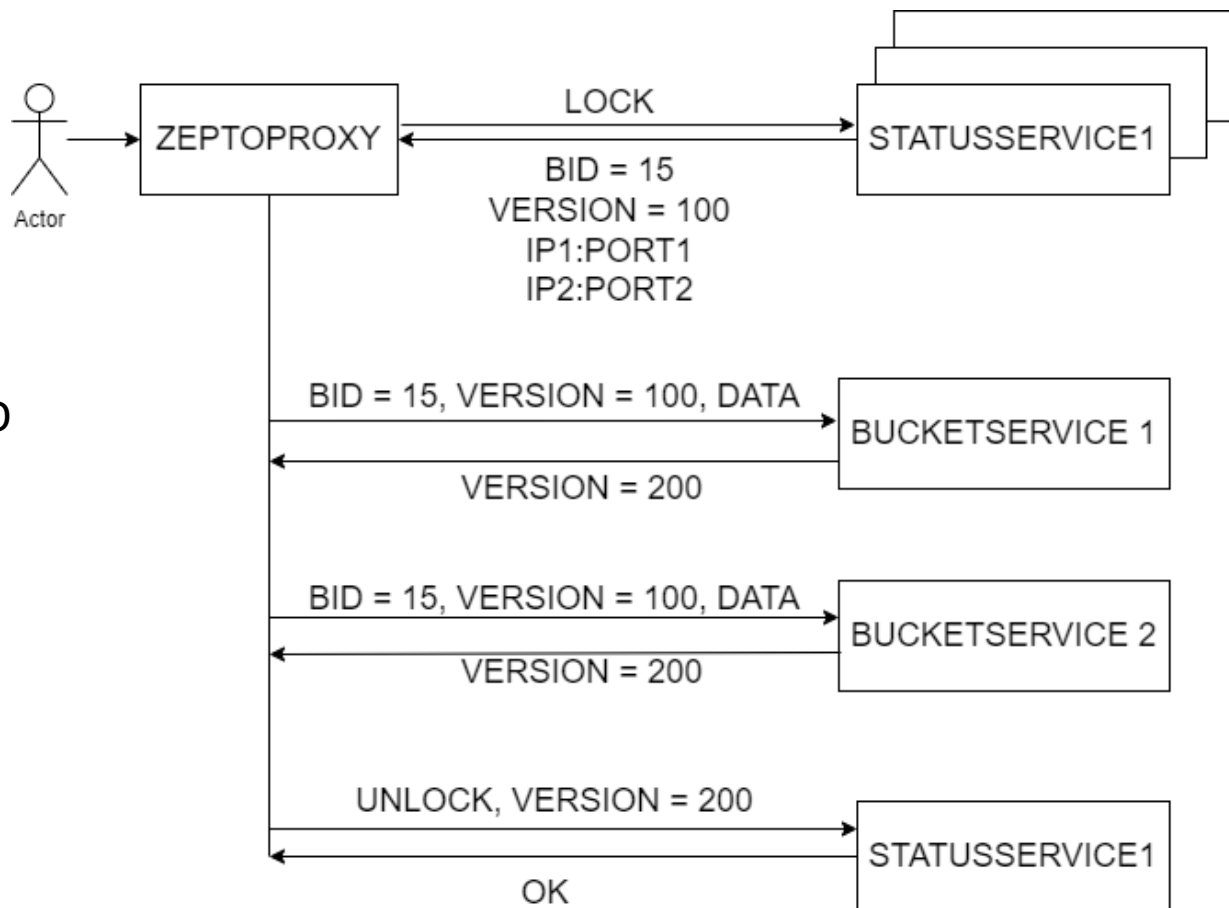 LOCK
ZEPTOPROXY
STATUSSERVICE1
Actor
BID = 15
VERSION = 100
IP1:PORT1
IP2:PORT2
BID = 15, VERSION = 100, DATA
BUCKETSERVICE 1
VERSION = 200
BID = 15, VERSION = 100, DATA
BUCKETSERVICE 2
VERSION = 200
UNLOCK, VERSION = 200
STATUSSERVICE1
OK